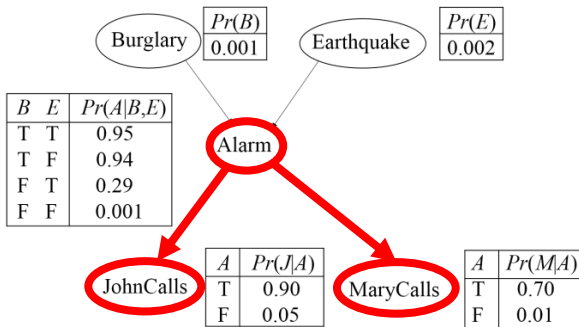 Burglary
Pr(B)
0.001
Earthquake
Pr(E)
0.002
B E Pr(A|B,E)
T T 0.95
T F 0.94
F T 0.29
F F 0.001
Alarm
JohnCalls
A Pr(J|A)
T 0.90
F 0.05
MaryCalls
A Pr(M|A)
T 0.70
F 0.01